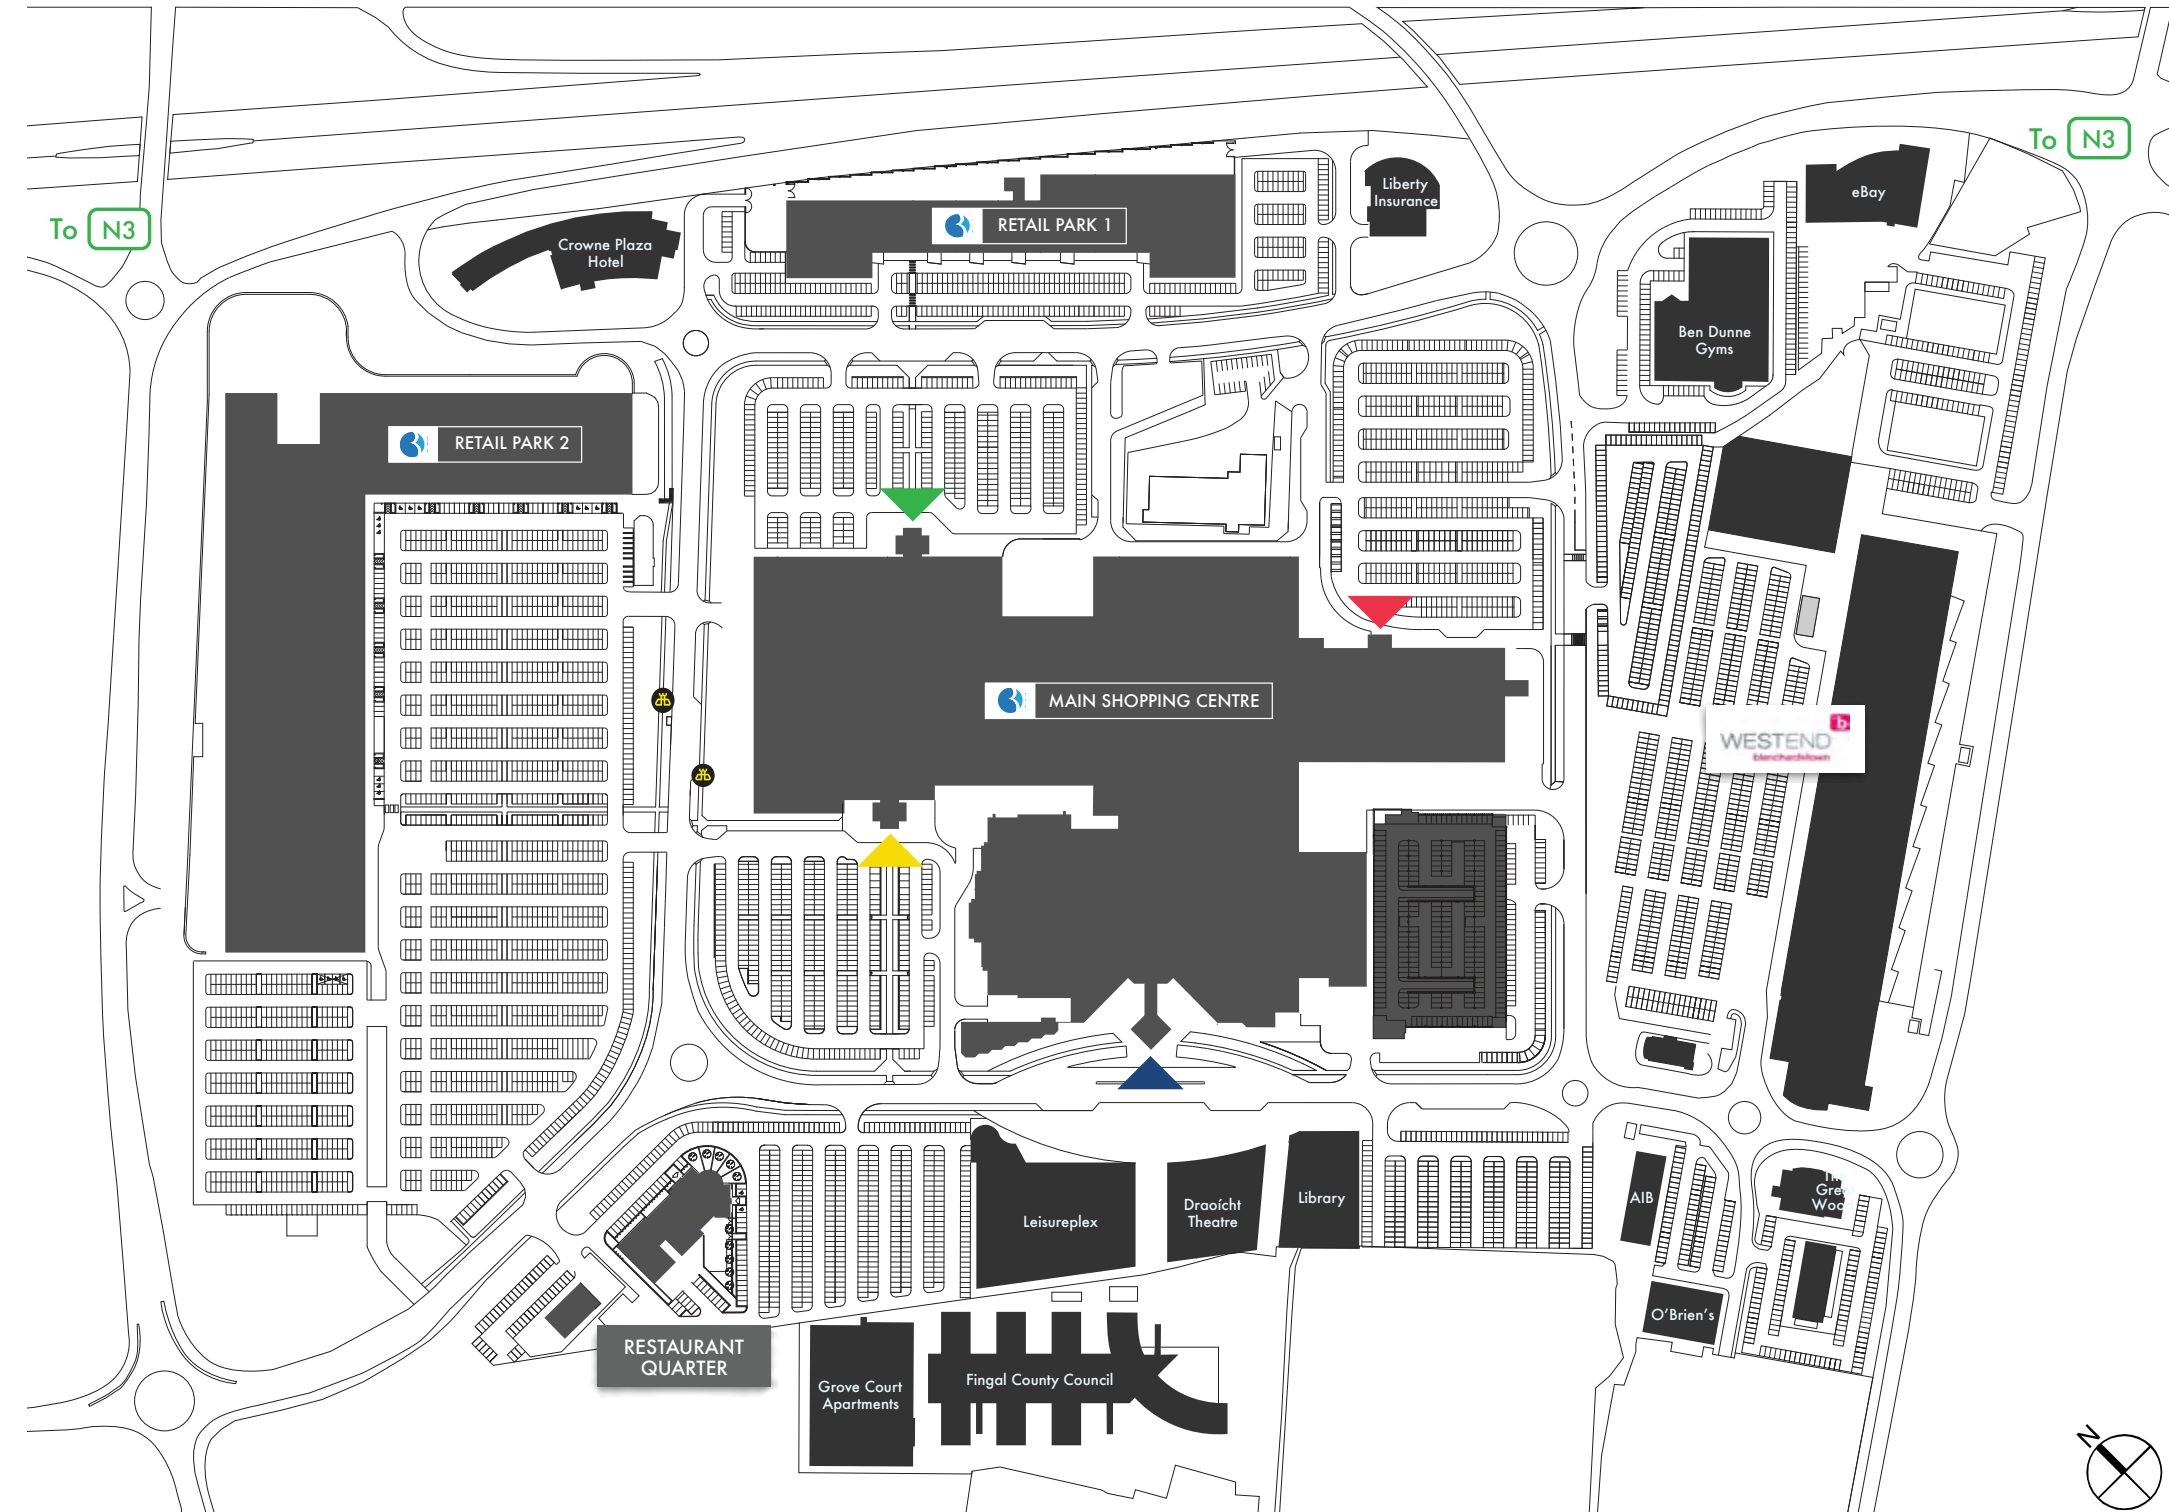 To N3
To N3
Liberty
Insurance
eBay
RETAIL PARK 1
Crowne Plaza
Hotel
Ben Dunne
Gyms
RETAIL PARK 2
MAIN SHOPPING CENTRE
b
WESTEND
blanchardstown
AIB
Library
Draoícht
Theatre
Leisureplex
O'Brien's
RESTAURANT
QUARTER
Fingal County Council
Grove Court
Apartments
N